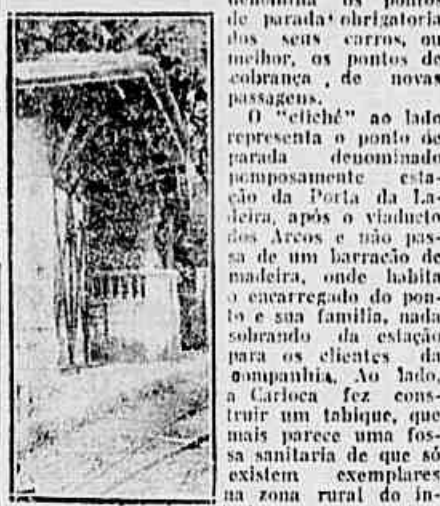 denomina os pontos
de parada obrigatoria
dos seus carros, ou
melhor, os pontos de
cobrança, de novas
passagens.
O "cliché" ao lado
representa o ponto de
parada denominado
pomposamente esta-
ção da Porta da La-
deira, após o viaducto
dos Arcos e não pas-
sa de um barracão de
madeira, onde habita
o encarregado do pon-
to e sua familia, nada
sobrando da estação
para os clientes da
companhia. Ao lado,
a Carioca fez cons-
truir um tabique, que
mais parece uma fos-
sa sanitaria de que só
existem exemplares
na zona rural do in-